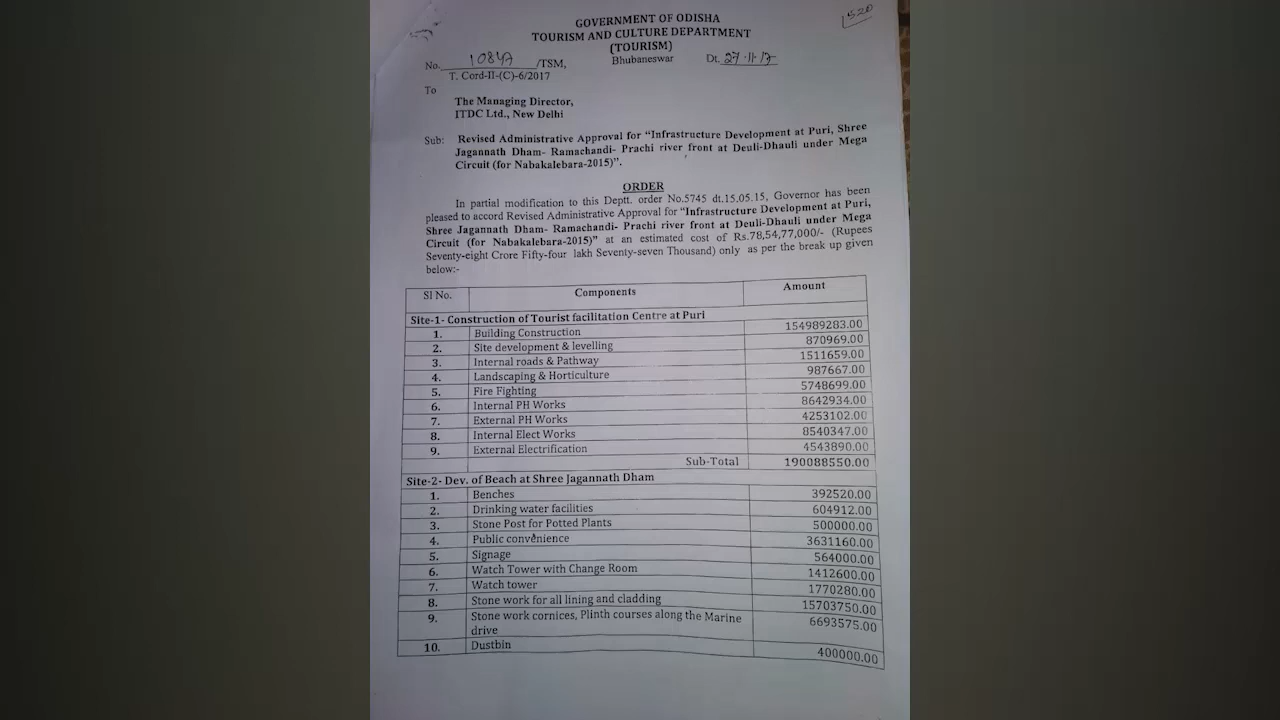 520
GOVERNMENT OF ODISHA
TOURISM AND CULTURE DEPARTMENT
(TOURISM)
No. 10847 /TSM, Bhubaneswar Dt. 27.11.17
T. Cord-II-(C)-6/2017
To
The Managing Director,
ITDC Ltd., New Delhi
Sub: Revised Administrative Approval for "Infrastructure Development at Puri, Shree
Jagannath Dham- Ramachandi- Prachi river front at Deuli-Dhauli under Mega
Circuit (for Nabakalebara-2015)".
ORDER
In partial modification to this Deptt. order No.5745 dt.15.05.15, Governor has been
pleased to accord Revised Administrative Approval for "Infrastructure Development at Puri,
Shree Jagannath Dham- Ramachandi- Prachi river front at Deuli-Dhauli under Mega
Circuit (for Nabakalebara-2015)" at an estimated cost of Rs.78,54,77,000/- (Rupees
Seventy-eight Crore Fifty-four lakh Seventy-seven Thousand) only as per the break up given
below:-
Sl No. Components Amount
Site-1- Construction of Tourist facilitation Centre at Puri
1. Building Construction 154989283.00
2. Site development & levelling 870969.00
3. Internal roads & Pathway 1511659.00
4. Landscaping & Horticulture 987667.00
5. Fire Fighting 5748699.00
6. Internal PH Works 8642934.00
7. External PH Works 4253102.00
8. Internal Elect Works 8540347.00
9. External Electrification 4543890.00
Sub-Total 190088550.00
Site-2- Dev. of Beach at Shree Jagannath Dham
1. Benches 392520.00
2. Drinking water facilities 604912.00
3. Stone Post for Potted Plants 500000.00
4. Public convenience 3631160.00
5. Signage 564000.00
6. Watch Tower with Change Room 1412600.00
7. Watch tower 1770280.00
8. Stone work for all lining and cladding 15703750.00
9. Stone work cornices, Plinth courses along the Marine 6693575.00
drive
10. Dustbin 400000.00